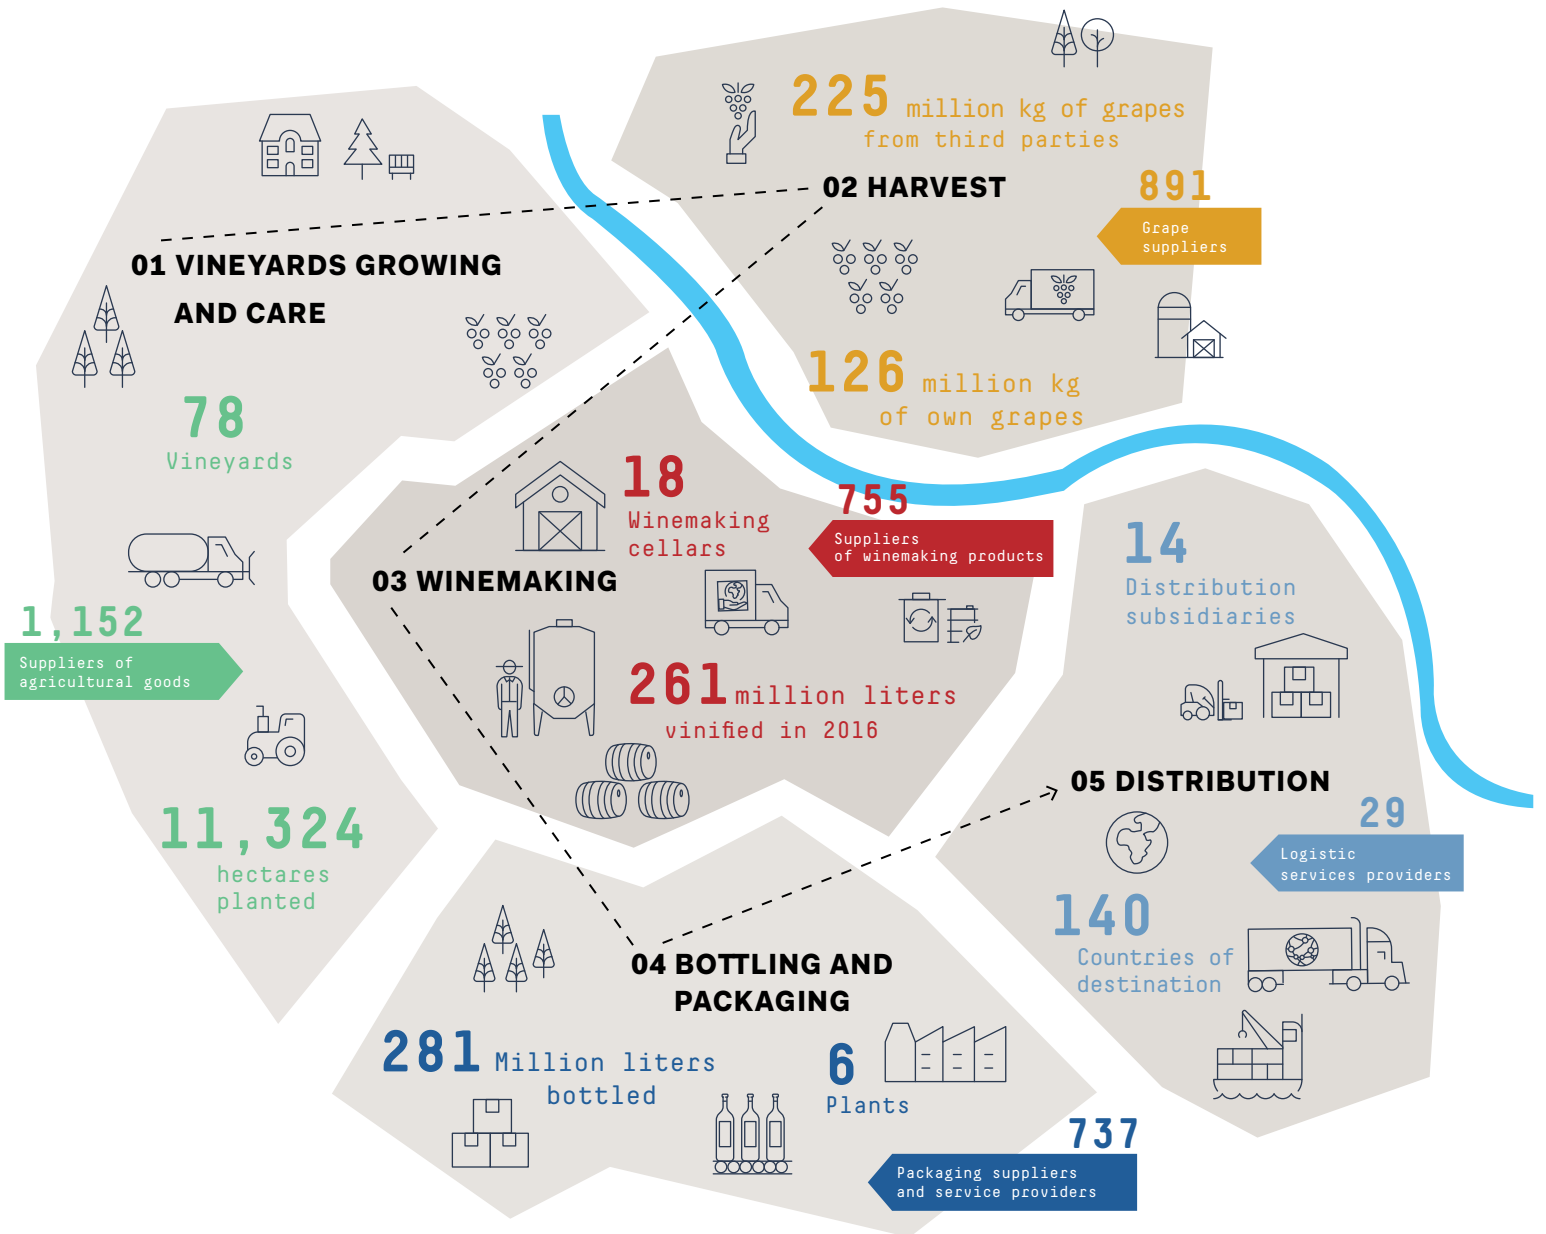 01 VINEYARDS GROWING
AND CARE
78
Vineyards
1,152
Suppliers of
agricultural goods
11,324
hectares
planted
225 million kg of grapes
from third parties
02 HARVEST
891
Grape
suppliers
126 million kg
of own grapes
18
Winemaking
cellars
755
Suppliers
of winemaking products
03 WINEMAKING
261 million liters
vinified in 2016
04 BOTTLING AND
PACKAGING
281 Million liters
bottled
6
Plants
737
Packaging suppliers
and service providers
14
Distribution
subsidiaries
05 DISTRIBUTION
29
Logistic
services providers
140
Countries of
destination